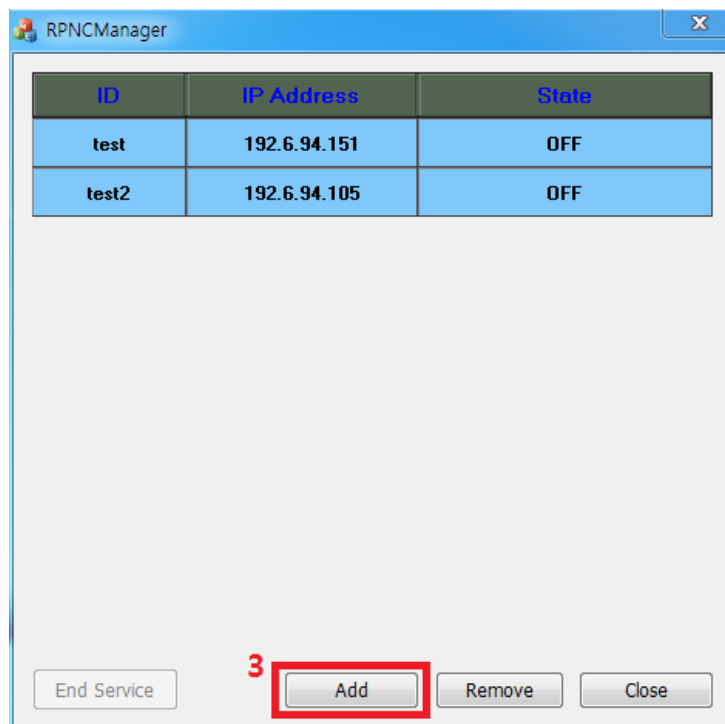 RPNCManager
ID IP Address State
test 192.6.94.151 OFF
test2 192.6.94.105 OFF
3
End Service Add Remove Close